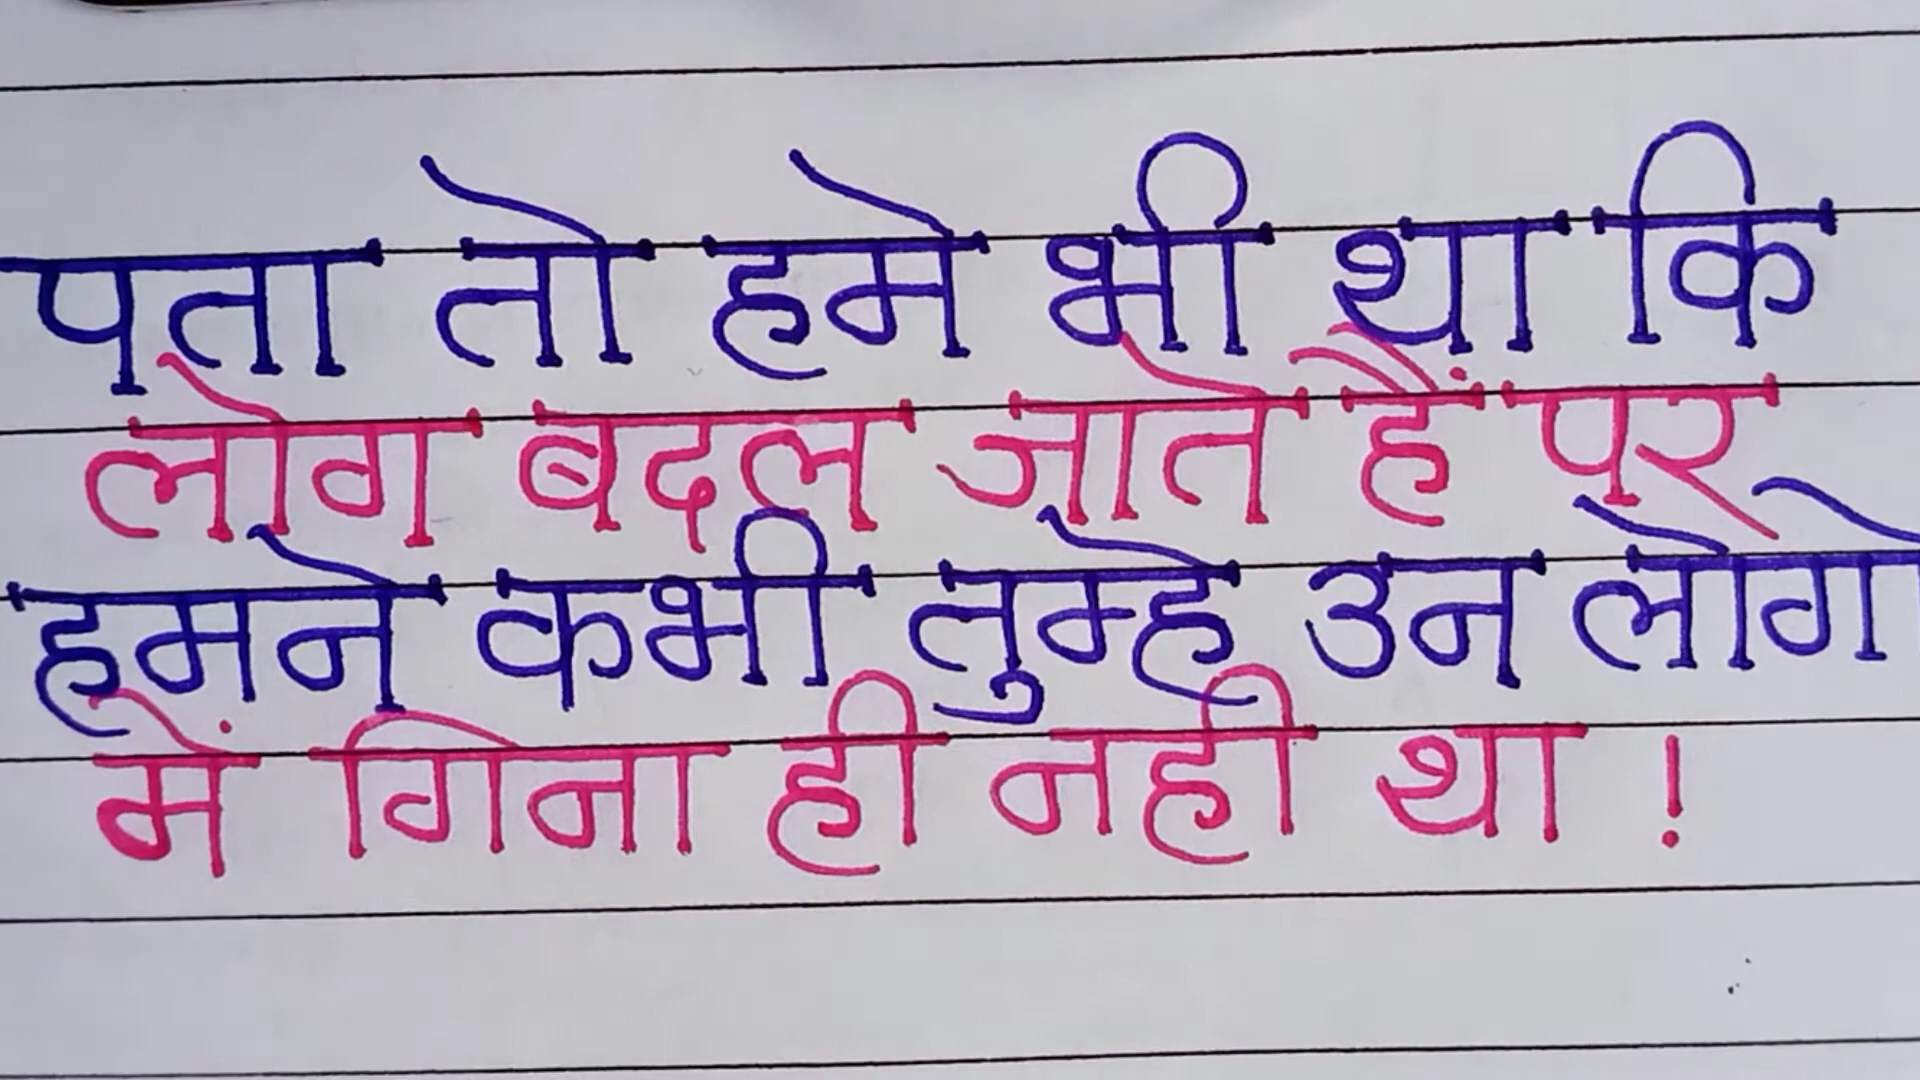 पता तो हमे भी था कि
लोग बदल जाते हैं पर
हमने कभी तुम्हे उन लोगो
में गिना ही नही था !